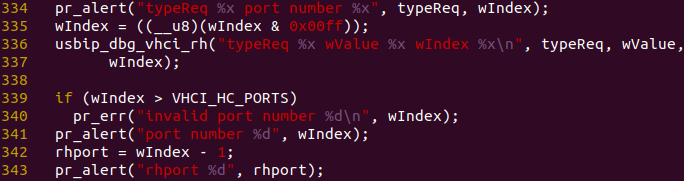 334 pr_alert("typeReq %x port number %x", typeReq, wIndex);
335 wIndex = ((__u8)(wIndex & 0x00ff));
336 usbip_dbg_vhci_rh("typeReq %x wValue %x wIndex %x\n", typeReq, wValue,
337 wIndex);
338
339 if (wIndex > VHCI_HC_PORTS)
340 pr_err("invalid port number %d\n", wIndex);
341 pr_alert("port number %d", wIndex);
342 rhport = wIndex - 1;
343 pr_alert("rhport %d", rhport);